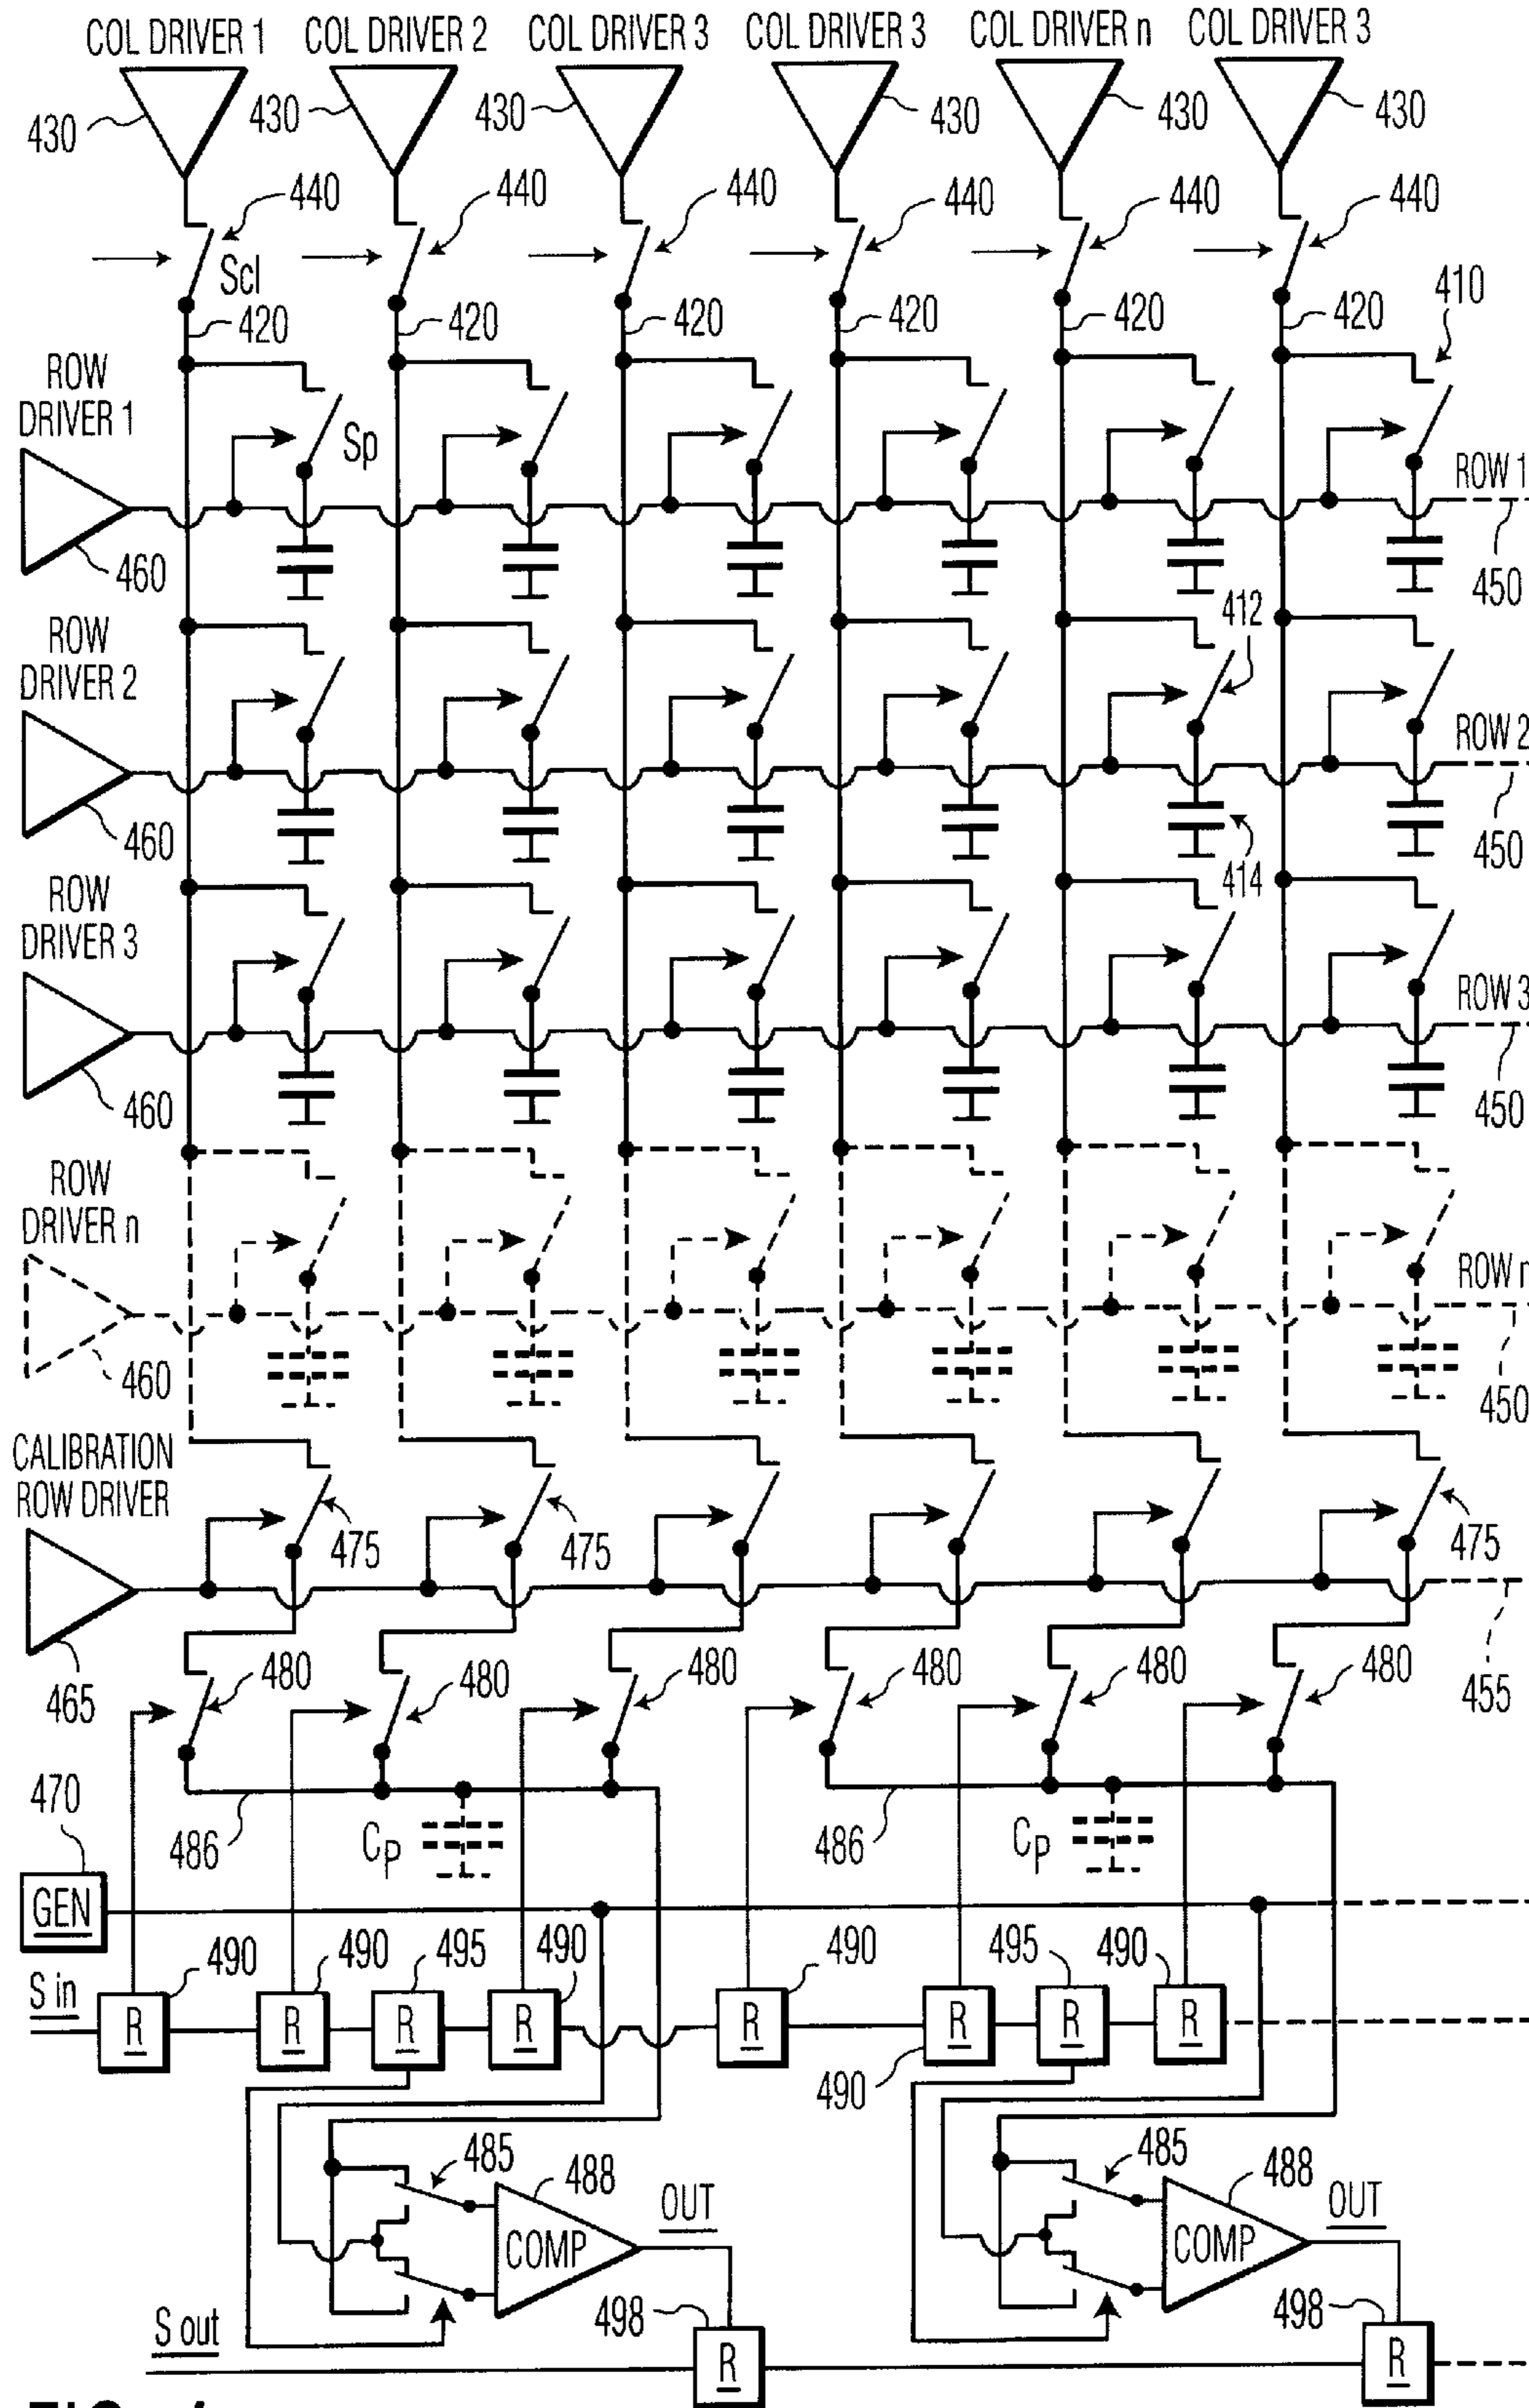 COL DRIVER 1 COL DRIVER 2 COL DRIVER 3 COL DRIVER 3 COL DRIVER n COL DRIVER 3
430 430 430 430 430 430
440 440 440 440 440 440
Scl
410
420 420 420 420 420 420
ROW DRIVER 1
Sp
ROW 1
460
450
412
ROW DRIVER 2
ROW 2
460
414
450
ROW DRIVER 3
ROW 3
460
450
ROW DRIVER n
ROW n
460
450
CALIBRATION ROW DRIVER
475 475 475
465
480 480 480 480 480 480
455
470
486 Cp 486 Cp
GEN
490 490 495 490 490 495 490
S in
R R R R R R R R
490
485 488 485 488
COMP OUT COMP OUT
498 498
S out
R R